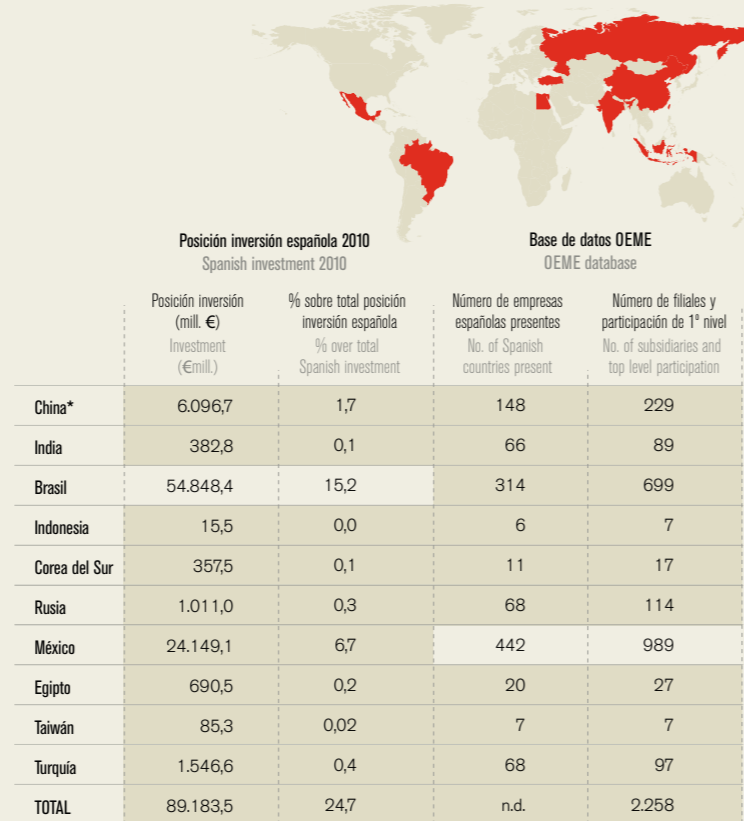 Posición inversión española 2010
Spanish investment 2010
Base de datos OEME
OEME database
Posición inversión
(mill. €)
Investment
(€mill.)
% sobre total posición
inversión española
% over total
Spanish investment
Número de empresas
españolas presentes
No. of Spanish
countries present
Número de filiales y
participación de 1º nivel
No. of subsidiaries and
top level participation
China* 6.096,7 1,7 148 229
India 382,8 0,1 66 89
Brasil 54.848,4 15,2 314 699
Indonesia 15,5 0,0 6 7
Corea del Sur 357,5 0,1 11 17
Rusia 1.011,0 0,3 68 114
México 24.149,1 6,7 442 989
Egipto 690,5 0,2 20 27
Taiwán 85,3 0,02 7 7
Turquía 1.546,6 0,4 68 97
TOTAL 89.183,5 24,7 n.d. 2.258